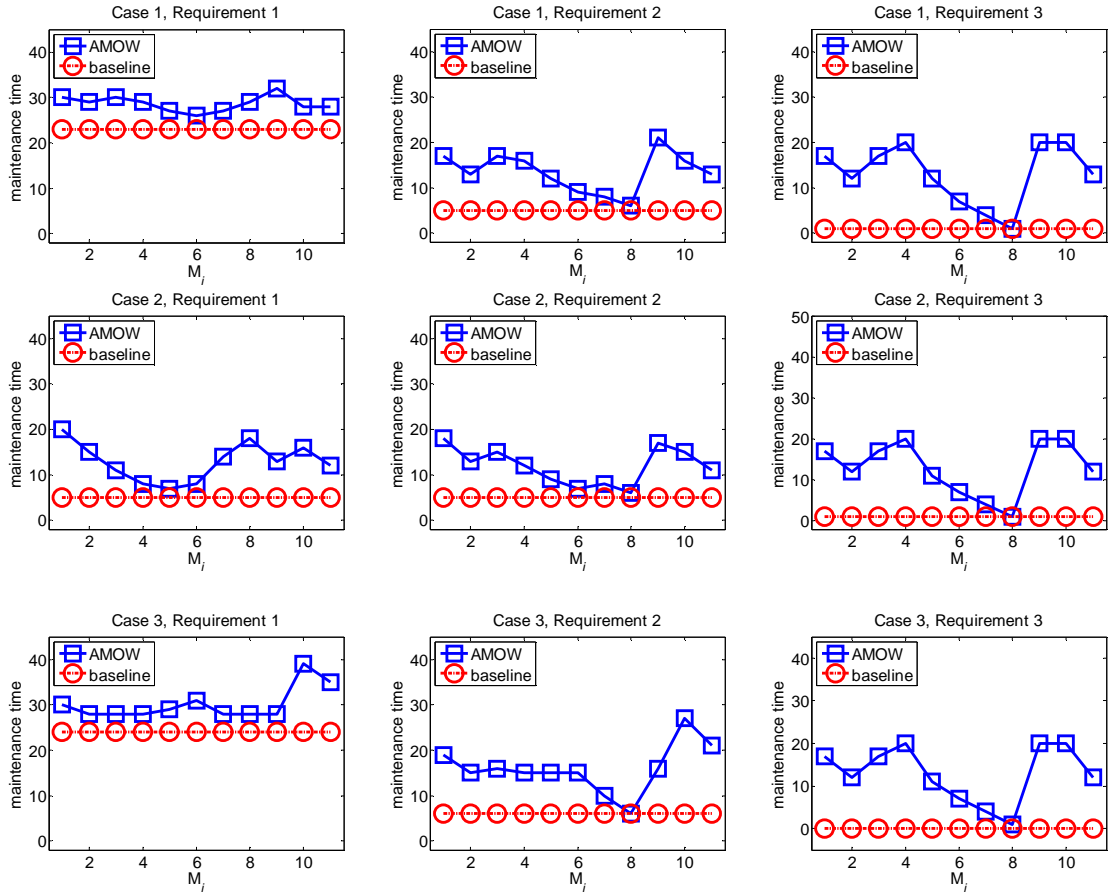 Case 1, Requirement 1
AMOW
baseline
maintenance time
40
30
20
10
0
2 4 6 8 10
M_i
Case 1, Requirement 2
AMOW
baseline
maintenance time
40
30
20
10
0
2 4 6 8 10
M_i
Case 1, Requirement 3
AMOW
baseline
maintenance time
40
30
20
10
0
2 4 6 8 10
M_i
Case 2, Requirement 1
AMOW
baseline
maintenance time
40
30
20
10
0
2 4 6 8 10
M_i
Case 2, Requirement 2
AMOW
baseline
maintenance time
40
30
20
10
0
2 4 6 8 10
M_i
Case 2, Requirement 3
AMOW
baseline
maintenance time
50
40
30
20
10
0
2 4 6 8 10
M_i
Case 3, Requirement 1
AMOW
baseline
maintenance time
40
30
20
10
0
2 4 6 8 10
M_i
Case 3, Requirement 2
AMOW
baseline
maintenance time
40
30
20
10
0
2 4 6 8 10
M_i
Case 3, Requirement 3
AMOW
baseline
maintenance time
40
30
20
10
0
2 4 6 8 10
M_i